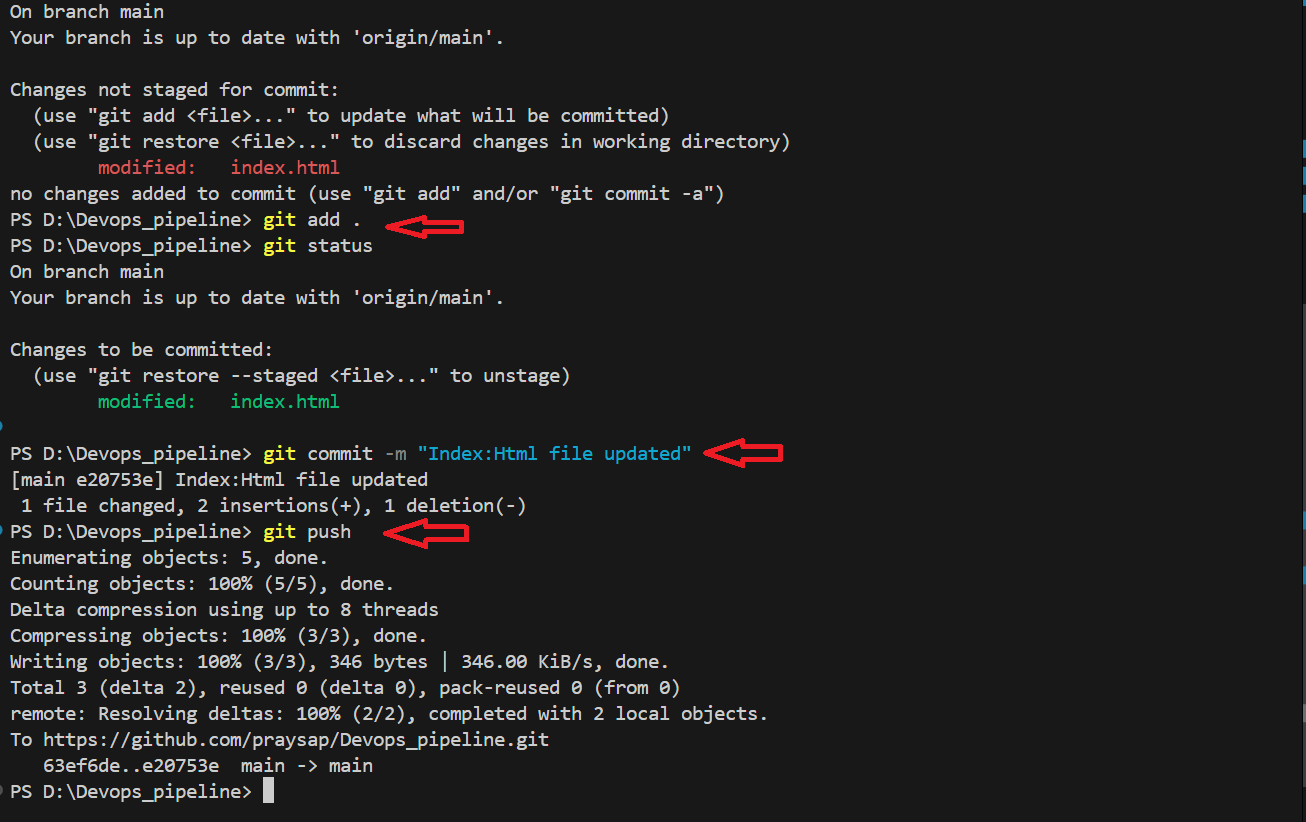 On branch main
Your branch is up to date with 'origin/main'.
Changes not staged for commit:
  (use "git add <file>..." to update what will be committed)
  (use "git restore <file>..." to discard changes in working directory)
        modified:   index.html
no changes added to commit (use "git add" and/or "git commit -a")
PS D:\Devops_pipeline> git add .
PS D:\Devops_pipeline> git status
On branch main
Your branch is up to date with 'origin/main'.
Changes to be committed:
  (use "git restore --staged <file>..." to unstage)
        modified:   index.html
PS D:\Devops_pipeline> git commit -m "Index:Html file updated"
[main e20753e] Index:Html file updated
 1 file changed, 2 insertions(+), 1 deletion(-)
PS D:\Devops_pipeline> git push
Enumerating objects: 5, done.
Counting objects: 100% (5/5), done.
Delta compression using up to 8 threads
Compressing objects: 100% (3/3), done.
Writing objects: 100% (3/3), 346 bytes | 346.00 KiB/s, done.
Total 3 (delta 2), reused 0 (delta 0), pack-reused 0 (from 0)
remote: Resolving deltas: 100% (2/2), completed with 2 local objects.
To https://github.com/praysap/Devops_pipeline.git
   63ef6de..e20753e  main -> main
PS D:\Devops_pipeline>